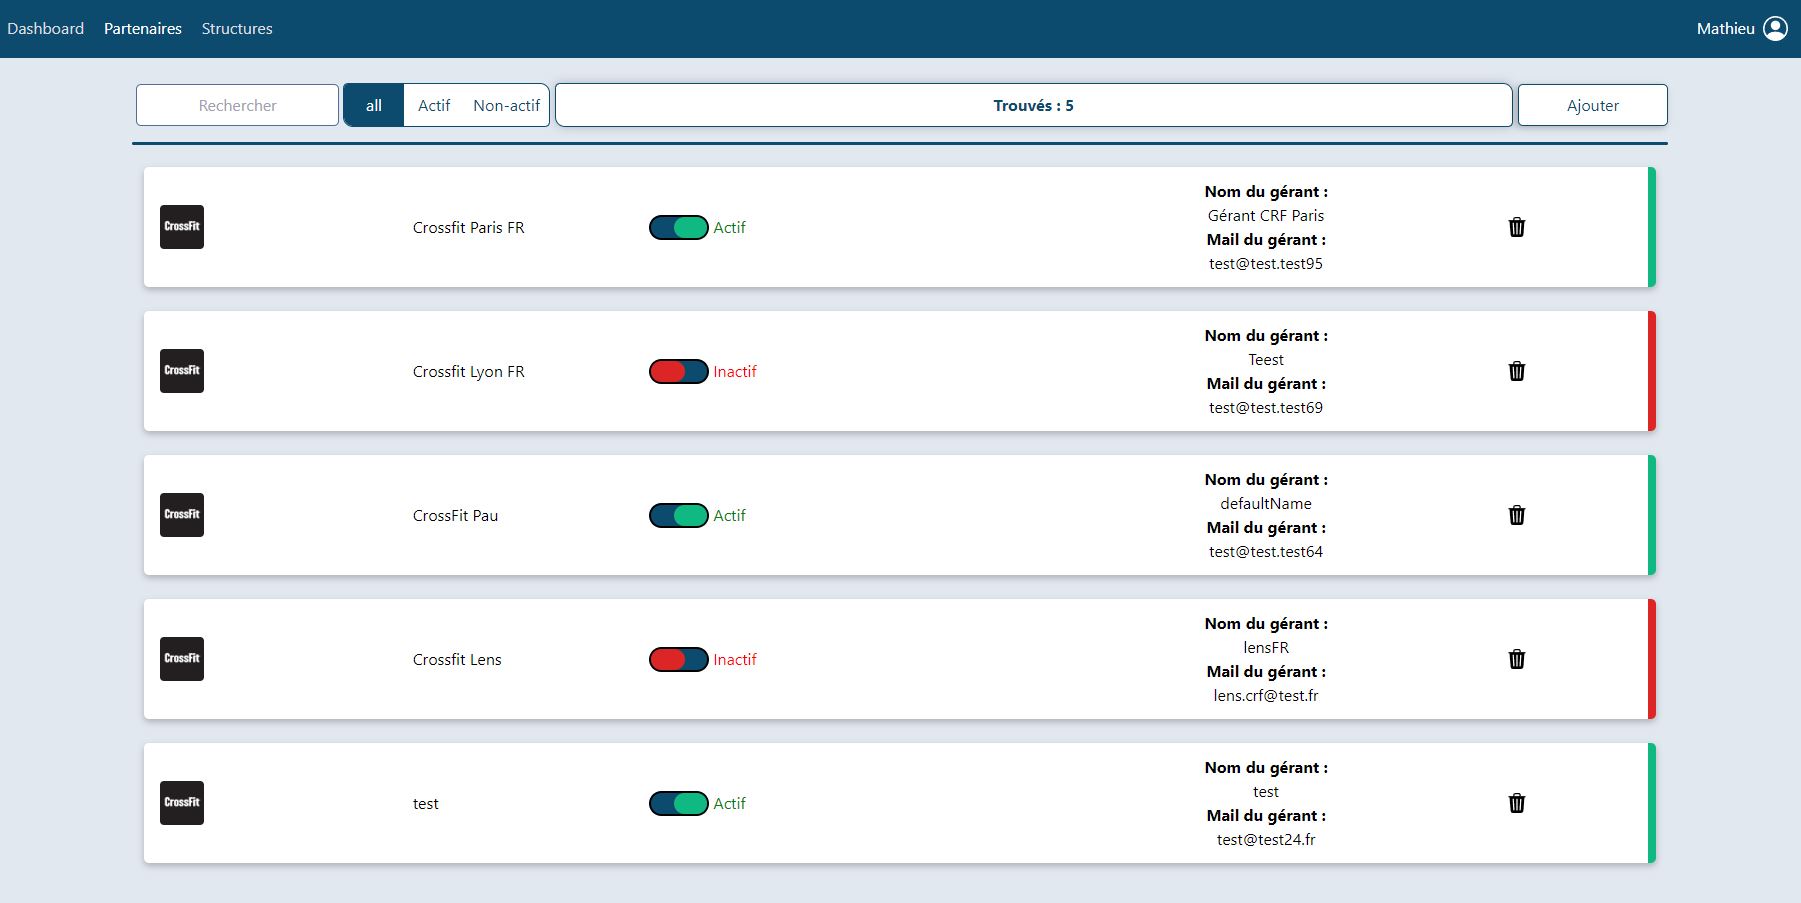 Dashboard Partenaires Structures Mathieu
Rechercher all Actif Non-actif Trouvés : 5 Ajouter
CrossFit Crossfit Paris FR Actif
Nom du gérant :
Gérant CRF Paris
Mail du gérant :
test@test.test95
CrossFit Crossfit Lyon FR Inactif
Nom du gérant :
Teest
Mail du gérant :
test@test.test69
CrossFit CrossFit Pau Actif
Nom du gérant :
defaultName
Mail du gérant :
test@test.test64
CrossFit Crossfit Lens Inactif
Nom du gérant :
lensFR
Mail du gérant :
lens.crf@test.fr
CrossFit test Actif
Nom du gérant :
test
Mail du gérant :
test@test24.fr